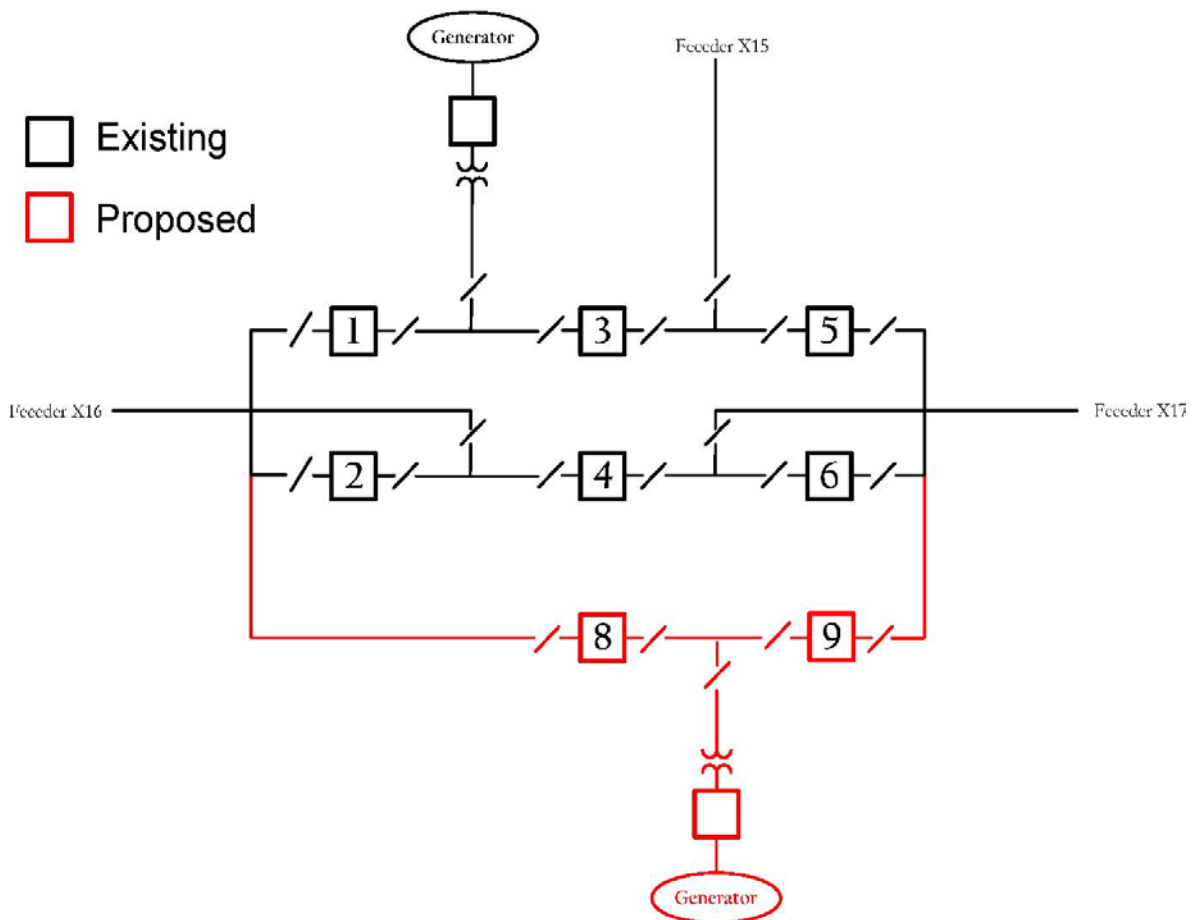 Generator
Feeeder X15
Existing
Proposed
1
3
5
Feeeder X16
Feeeder X17
2
4
6
8
9
Generator